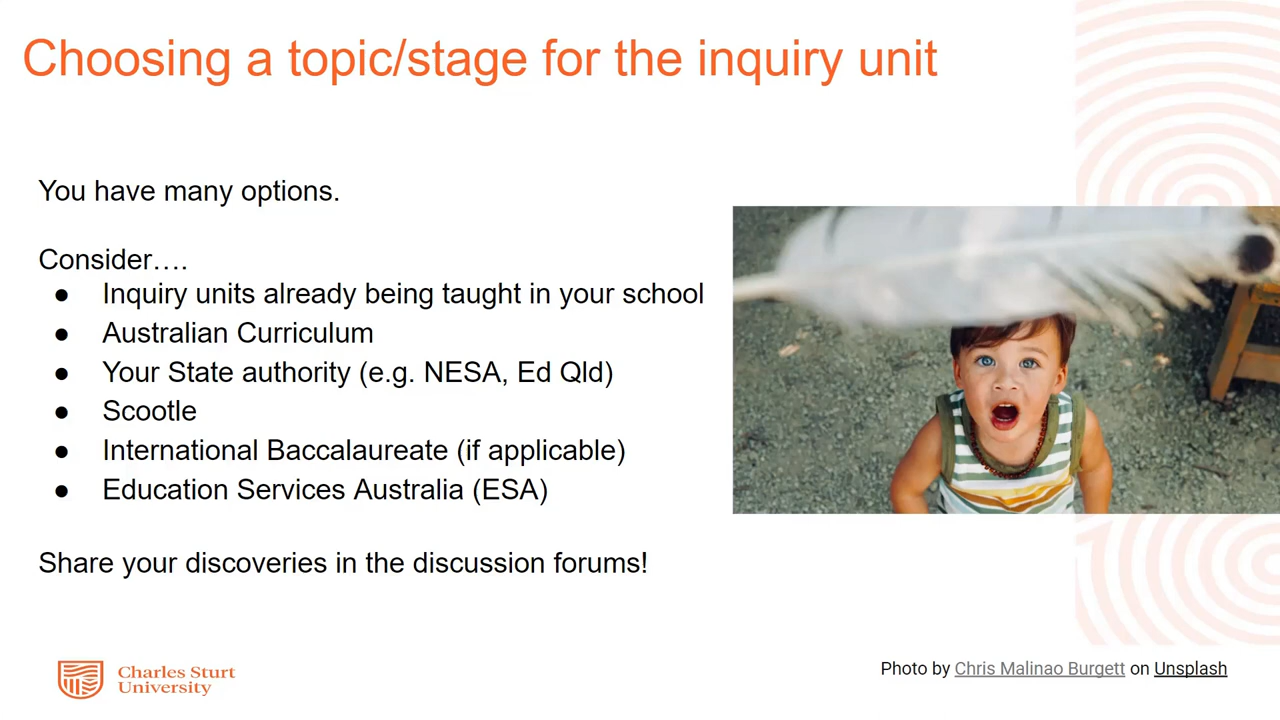 Choosing a topic/stage for the inquiry unit
You have many options.
Consider….
● Inquiry units already being taught in your school
● Australian Curriculum
● Your State authority (e.g. NESA, Ed Qld)
● Scootle
● International Baccalaureate (if applicable)
● Education Services Australia (ESA)
Share your discoveries in the discussion forums!
Charles Sturt
University
Photo by Chris Malinao Burgett on Unsplash